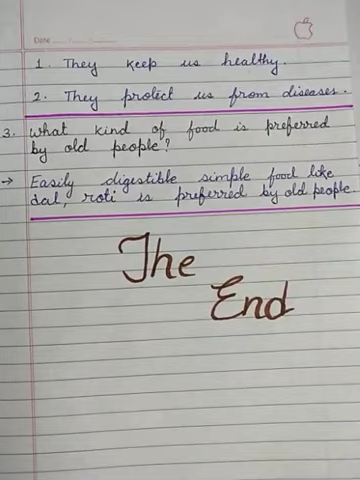 Date
1. They keep us healthy.
2. They protect us from diseases.
3. What kind of food is preferred
by old people?
→ Easily digestible simple food like
dal, roti is preferred by old people.
The
End